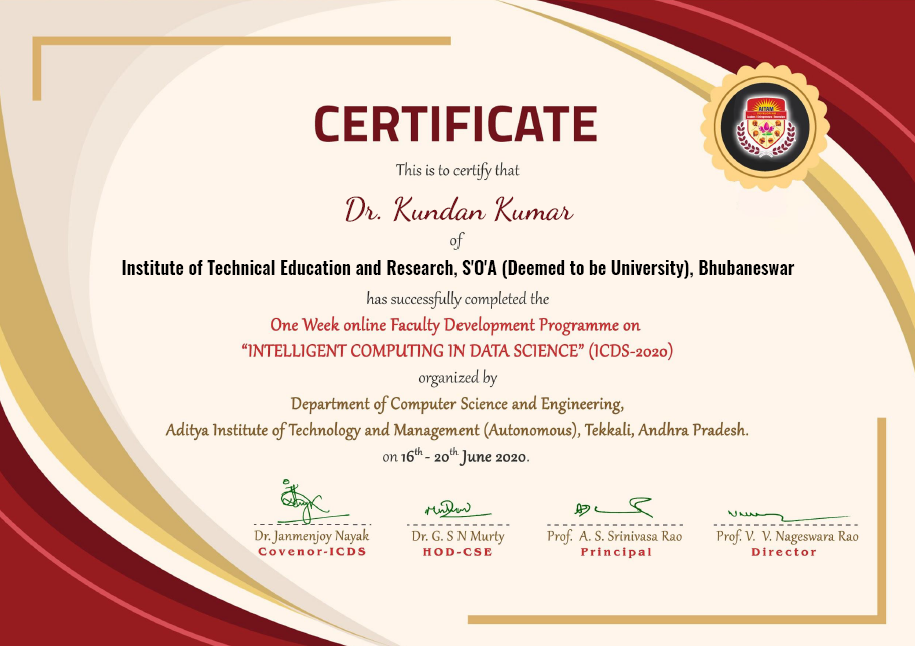 CERTIFICATE
AITAM
This is to certify that
Dr. Kundan Kumar
of
Institute of Technical Education and Research, S'O'A (Deemed to be University), Bhubaneswar
has successfully completed the
One Week online Faculty Development Programme on
“INTELLIGENT COMPUTING IN DATA SCIENCE” (ICDS-2020)
organized by
Department of Computer Science and Engineering,
Aditya Institute of Technology and Management (Autonomous), Tekkali, Andhra Pradesh.
on 16th - 20th June 2020.
Dr. Janmenjoy Nayak
Covenor-ICDS
Dr. G. S N Murty
HOD-CSE
Prof. A. S. Srinivasa Rao
Principal
Prof. V. V. Nageswara Rao
Director